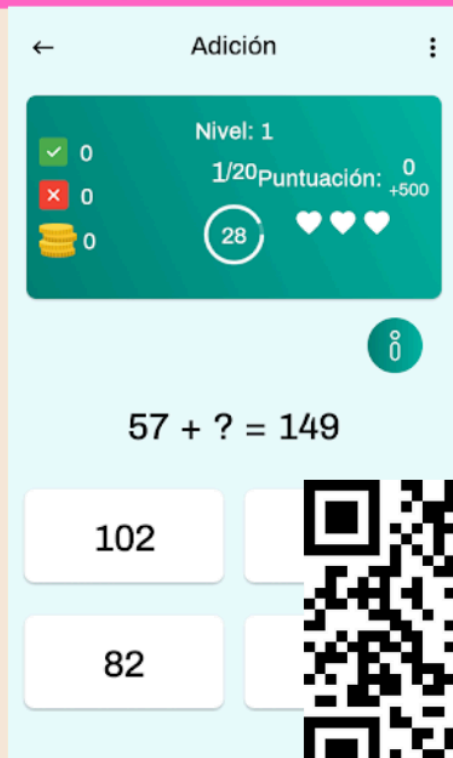 Adición
Nivel: 1
0
1/20
Puntuación: 0
+500
0
0
28
57 + ? = 149
102
82